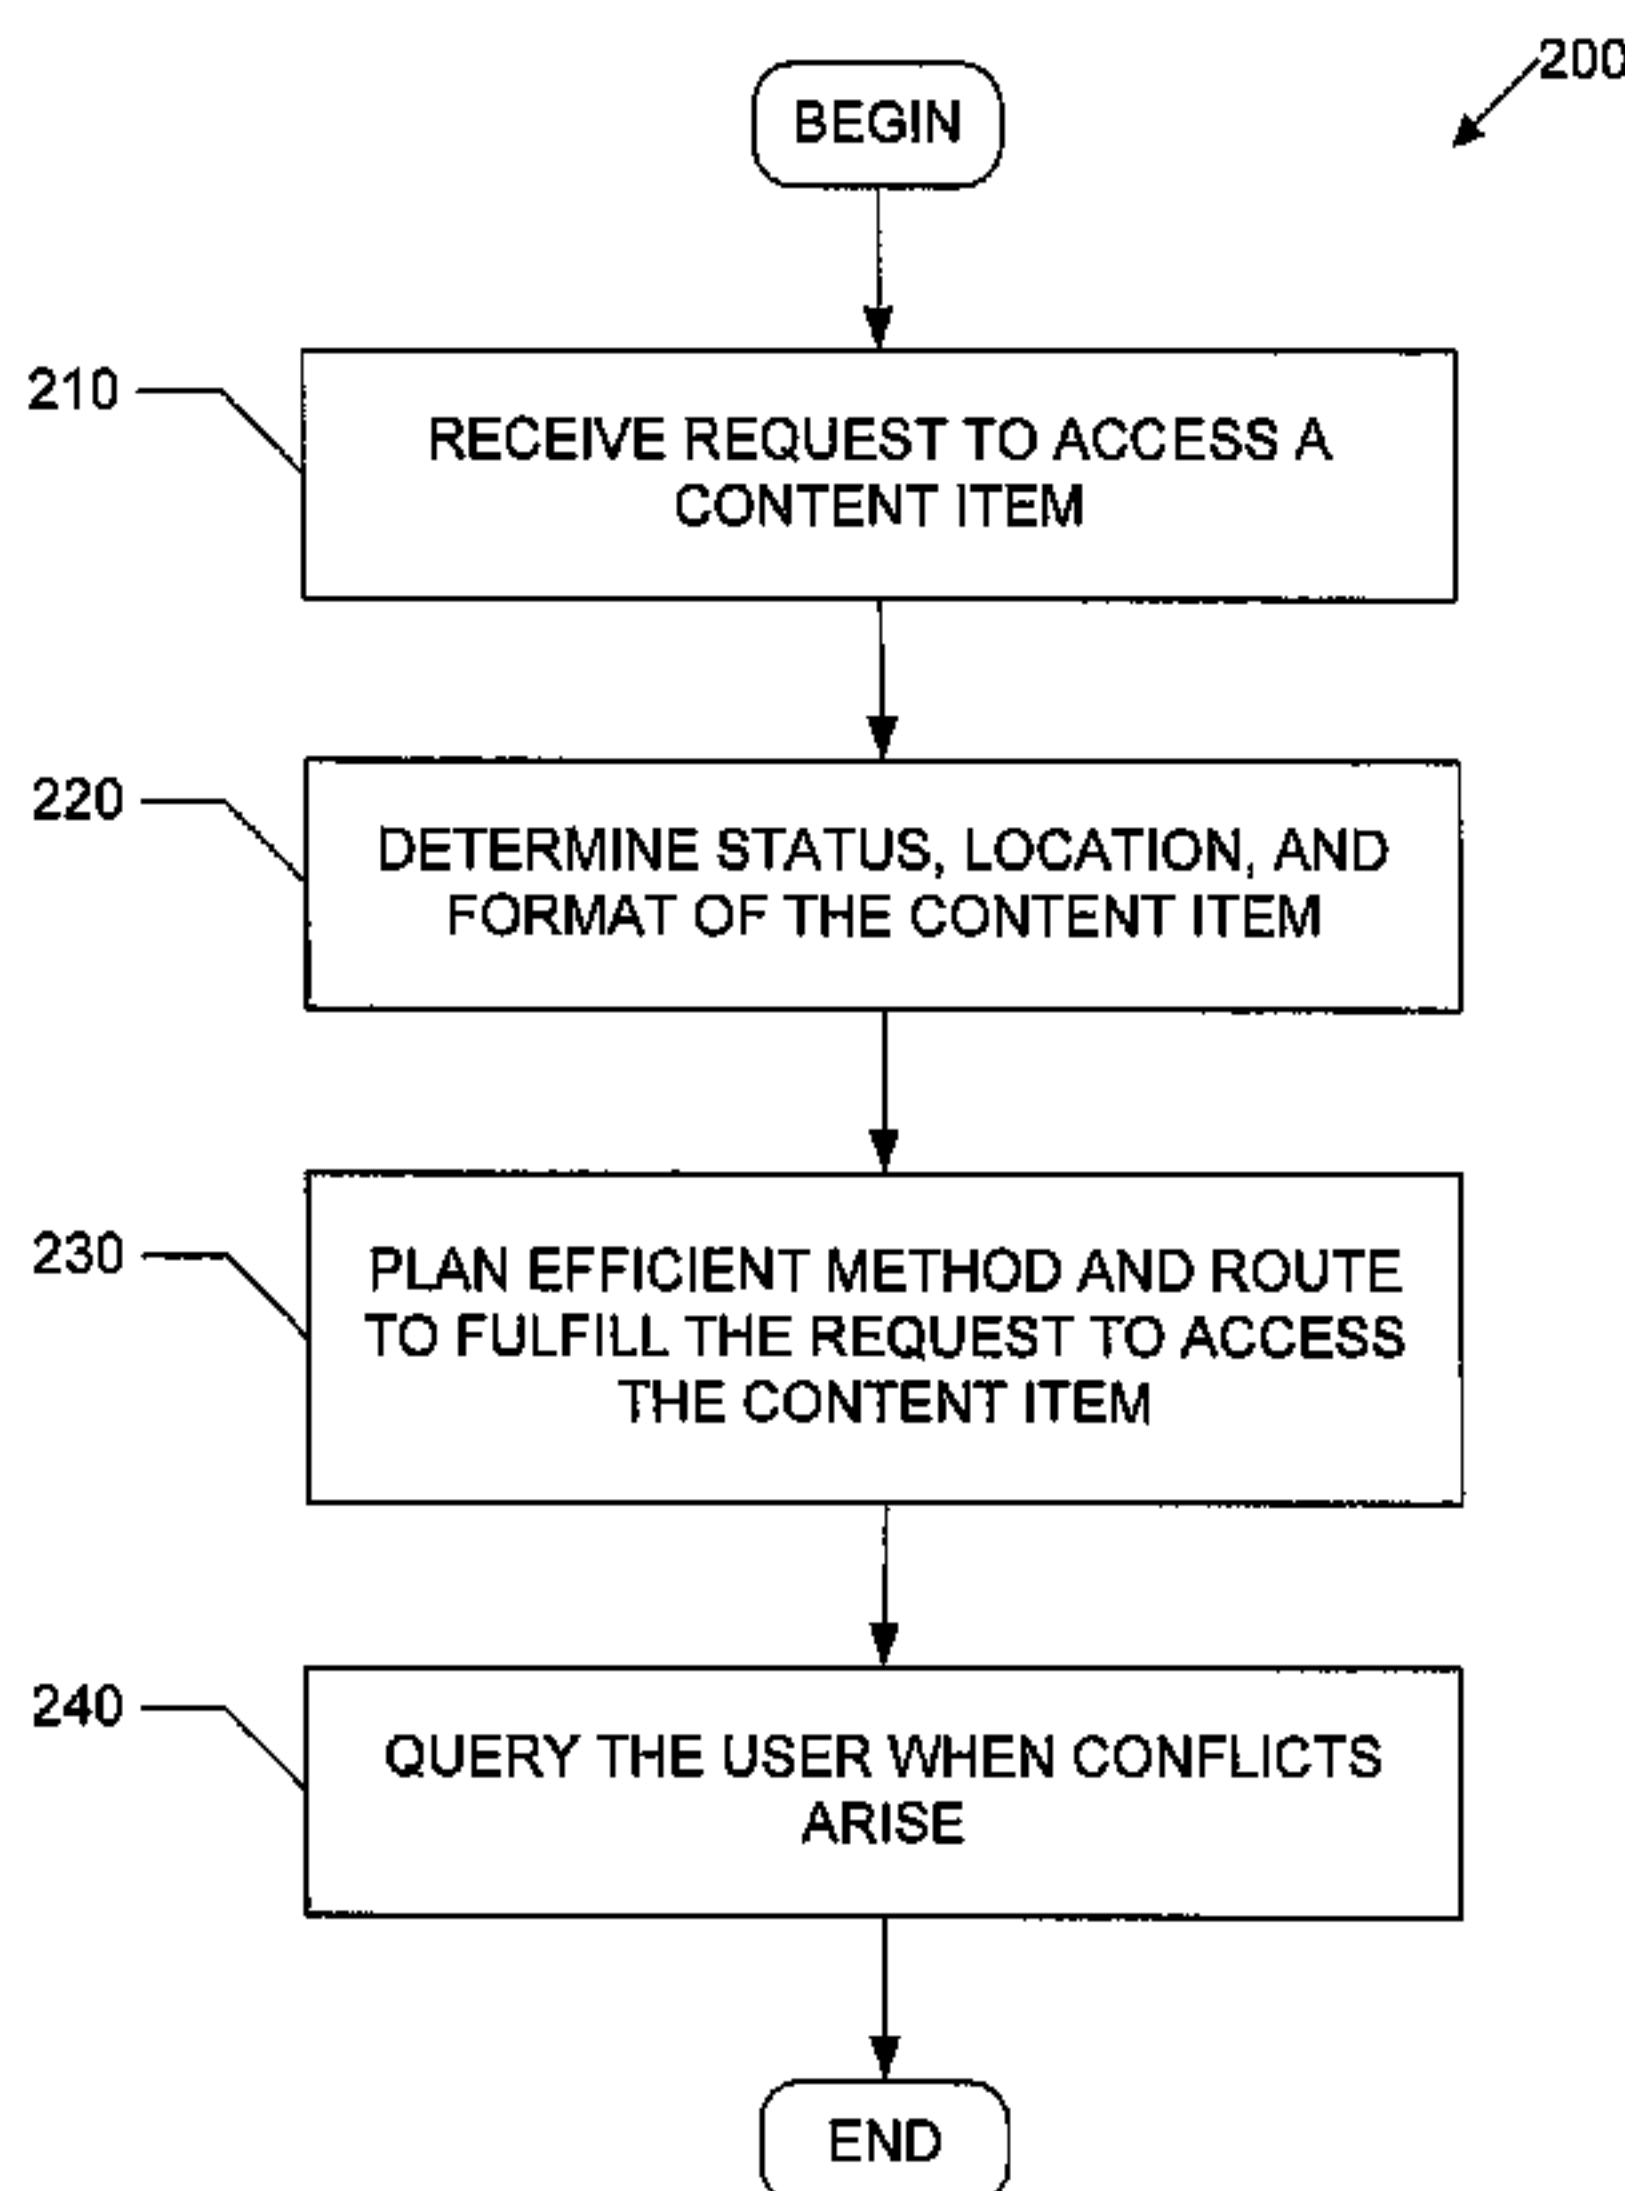 200
BEGIN
210
RECEIVE REQUEST TO ACCESS A
CONTENT ITEM
220
DETERMINE STATUS, LOCATION, AND
FORMAT OF THE CONTENT ITEM
230
PLAN EFFICIENT METHOD AND ROUTE
TO FULFILL THE REQUEST TO ACCESS
THE CONTENT ITEM
240
QUERY THE USER WHEN CONFLICTS
ARISE
END